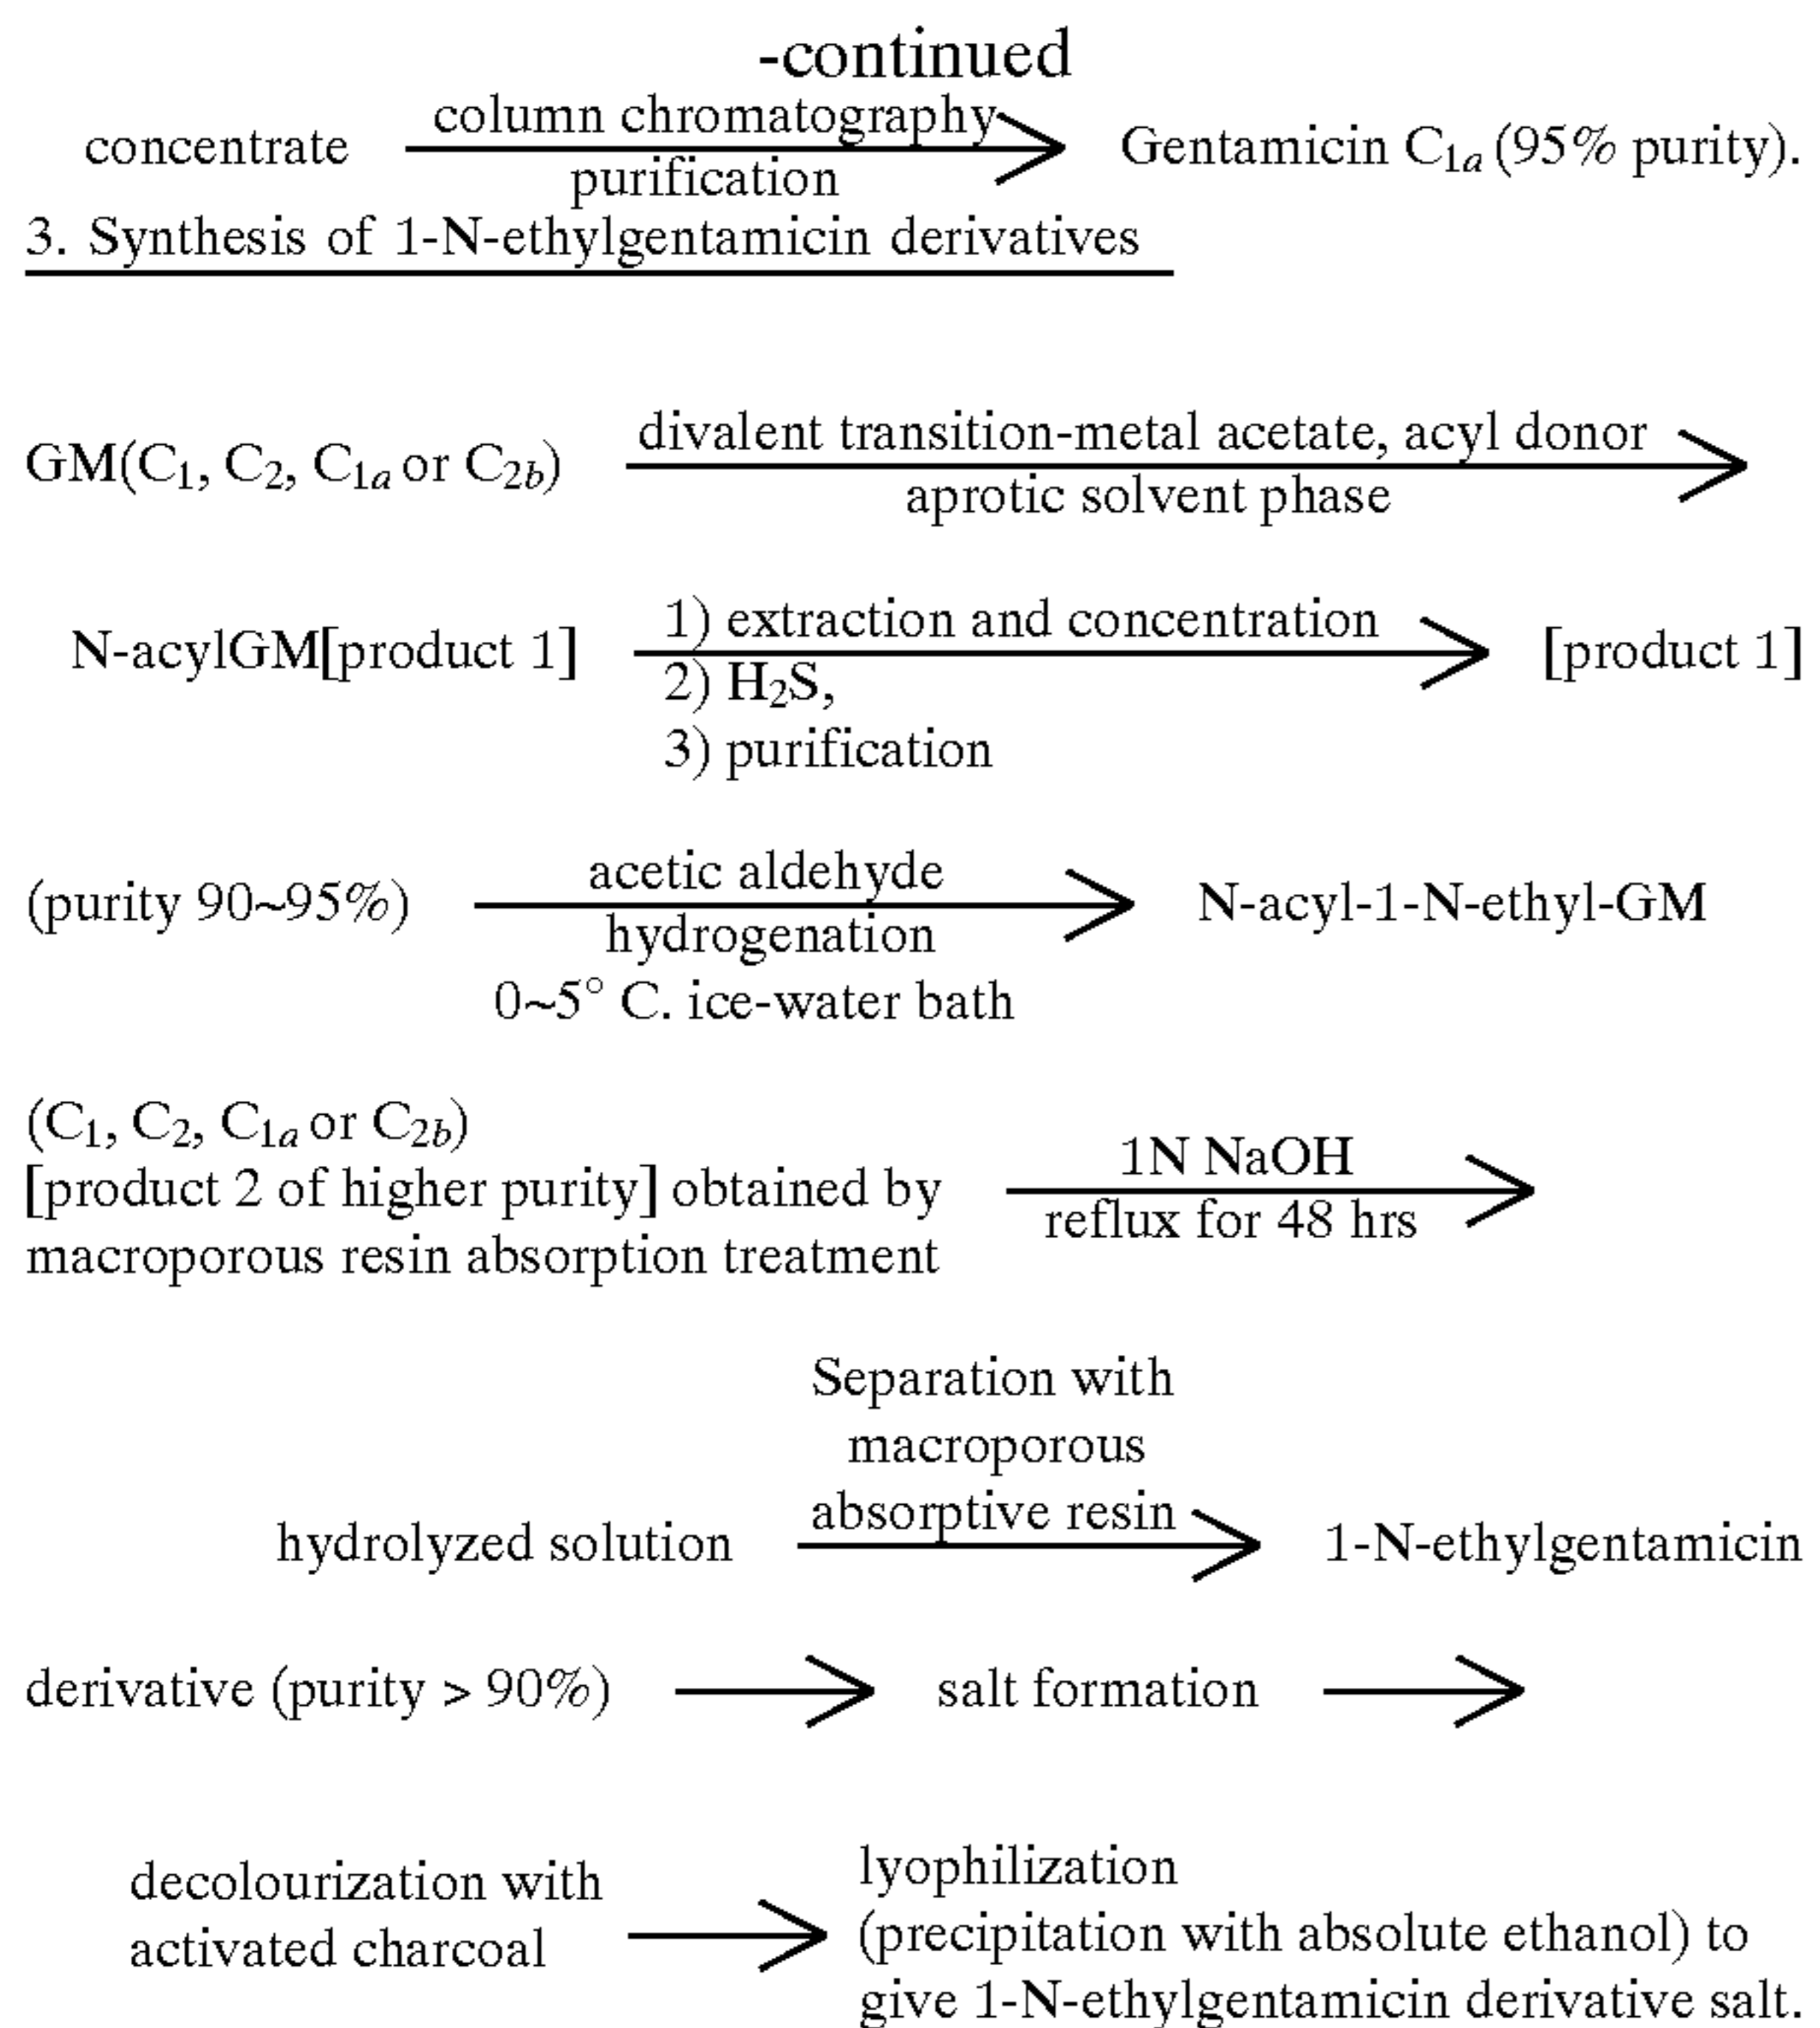 -continued
concentrate column chromatography purification Gentamicin C1a (95% purity).
3. Synthesis of 1-N-ethylgentamicin derivatives
GM(C1, C2, C1a or C2b) divalent transition-metal acetate, acyl donor aprotic solvent phase
N-acylGM[product 1] 1) extraction and concentration [product 1]
2) H2S,
3) purification
(purity 90~95%) acetic aldehyde hydrogenation N-acyl-1-N-ethyl-GM
0~5° C. ice-water bath
(C1, C2, C1a or C2b)
[product 2 of higher purity] obtained by 1N NaOH
macroporous resin absorption treatment reflux for 48 hrs
Separation with
macroporous
absorptive resin
hydrolyzed solution 1-N-ethylgentamicin
derivative (purity > 90%) salt formation
decolourization with
activated charcoal
lyophilization
(precipitation with absolute ethanol) to
give 1-N-ethylgentamicin derivative salt.